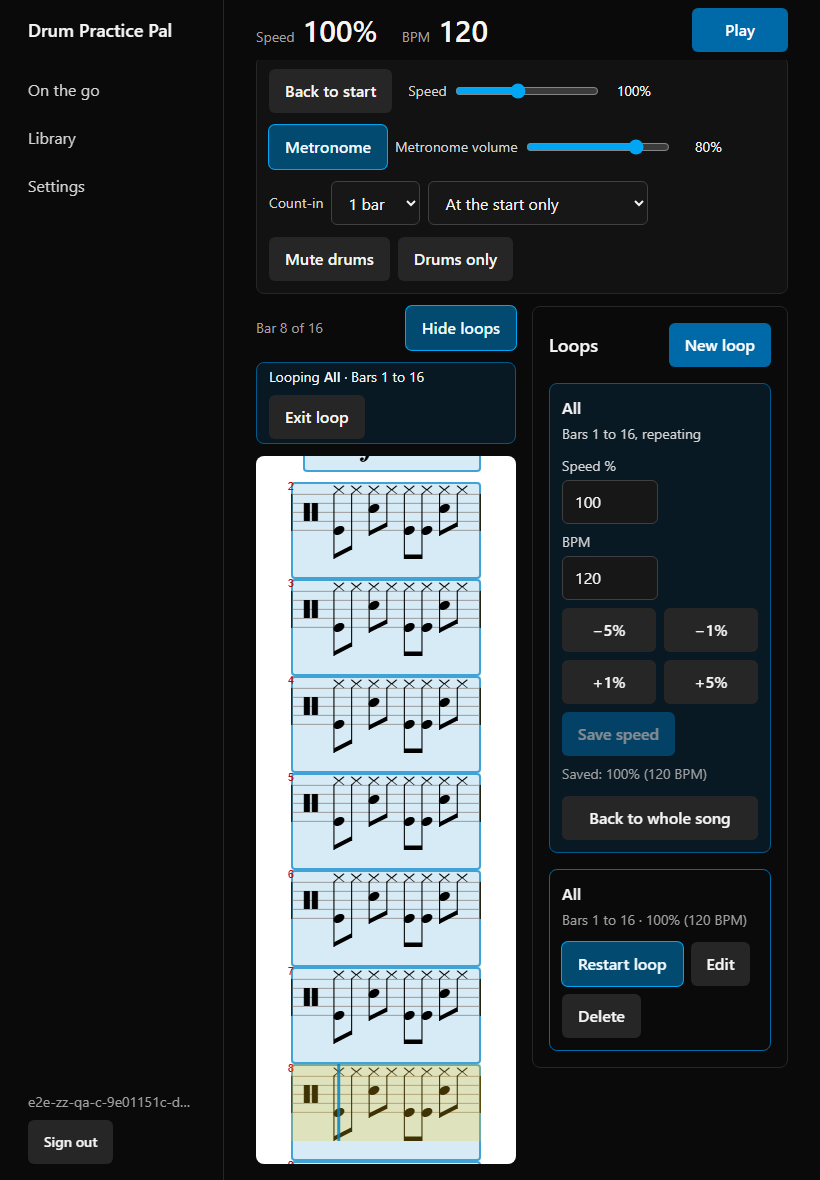 Drum Practice Pal
On the go
Library
Settings
e2e-zz-qa-c-9e01151c-d...
Sign out
Speed 100% BPM 120
Play
Back to start Speed 100%
Metronome Metronome volume 80%
Count-in 1 bar At the start only
Mute drums Drums only
Bar 8 of 16
Hide loops
Looping All · Bars 1 to 16
Exit loop
2
3
4
5
6
7
8
Loops
New loop
All
Bars 1 to 16, repeating
Speed %
100
BPM
120
−5% −1%
+1% +5%
Save speed
Saved: 100% (120 BPM)
Back to whole song
All
Bars 1 to 16 · 100% (120 BPM)
Restart loop Edit
Delete